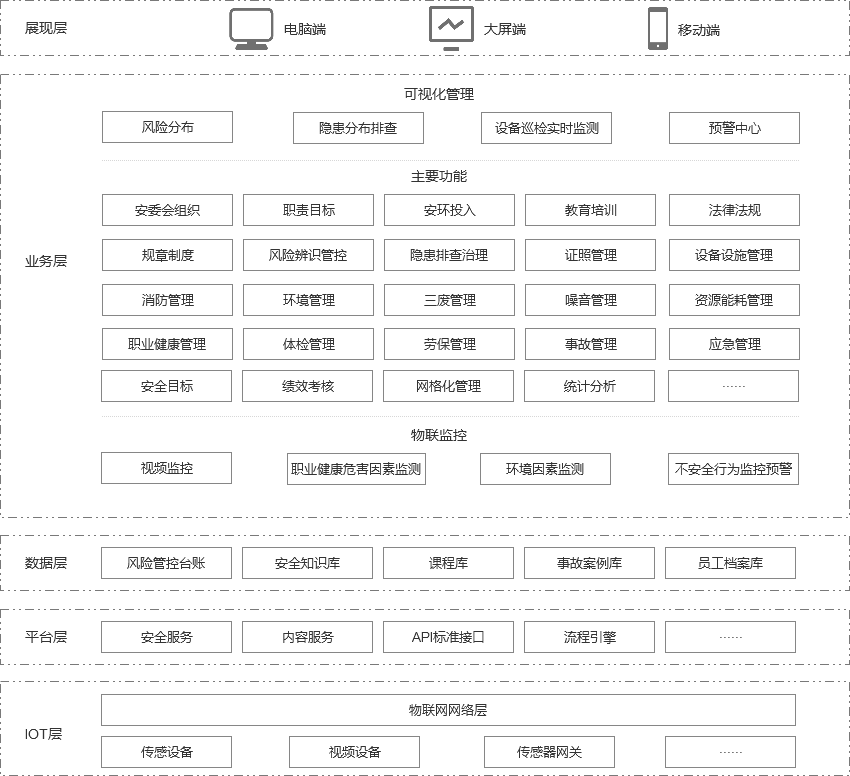 展现层 电脑端 大屏端 移动端
可视化管理
风险分布 隐患分布排查 设备巡检实时监测 预警中心
主要功能
安委会组织 职责目标 安环投入 教育培训 法律法规
业务层
规章制度 风险辨识管控 隐患排查治理 证照管理 设备设施管理
消防管理 环境管理 三废管理 噪音管理 资源能耗管理
职业健康管理 体检管理 劳保管理 事故管理 应急管理
安全目标 绩效考核 网格化管理 统计分析 ……
物联监控
视频监控 职业健康危害因素监测 环境因素监测 不安全行为监控预警
数据层 风险管控台账 安全知识库 课程库 事故案例库 员工档案库
平台层 安全服务 内容服务 API标准接口 流程引擎 ……
物联网网络层
IOT层
传感设备 视频设备 传感器网关 ……